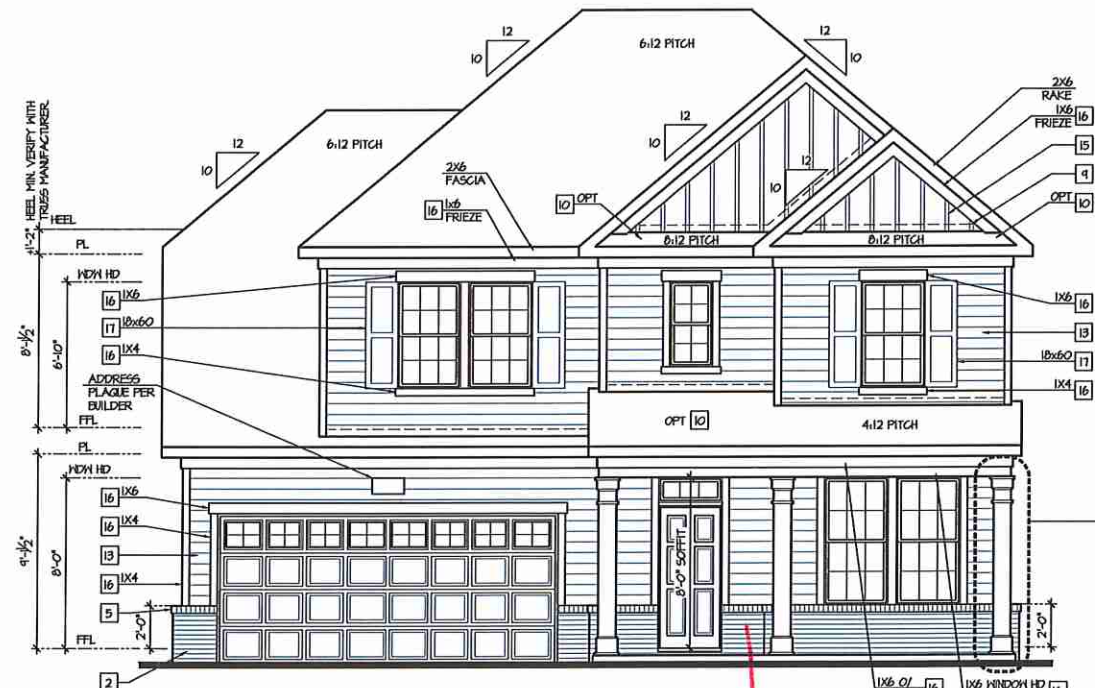 12
10
6:12 PITCH
12
10
2X6
RAKE
1X6
FRIEZE 16
15
9
OPT 10
12
10
6:12 PITCH
12
10
12
10
2X6
FASCIA
16 1X6
FRIEZE
10 OPT
8:12 PITCH
8:12 PITCH
±1'-2" HEEL MIN. VERIFY WITH
TRUSS MANUFACTURER.
HEEL
PL
WDW HD
16 1X6
17 18x60
16 1X4
8'-1½"
6'-10"
ADDRESS
PLAQUE PER
BUILDER
FFL
1X6 16
13
18x60 17
1X4 16
OPT 10
4:12 PITCH
PL
WDW HD
16 1X6
16 1X4
13
16 1X4
5
9'-1½"
8'-0"
2'-0"
FFL
2
8'-0" SOFFIT
2'-0"
1X6 O/
1X6 WINDOW HD